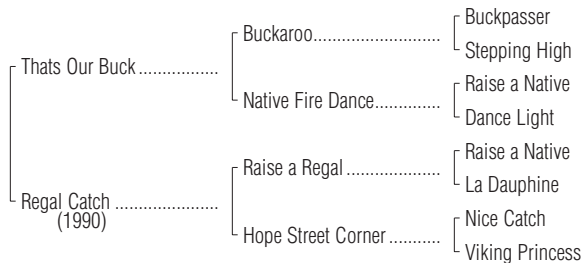 Buckpasser
Buckaroo...........................
Stepping High
Thats Our Buck.................
Raise a Native
Native Fire Dance..............
Dance Light
Raise a Native
Raise a Regal....................
La Dauphine
Regal Catch......................
(1990)
Nice Catch
Hope Street Corner...........
Viking Princess